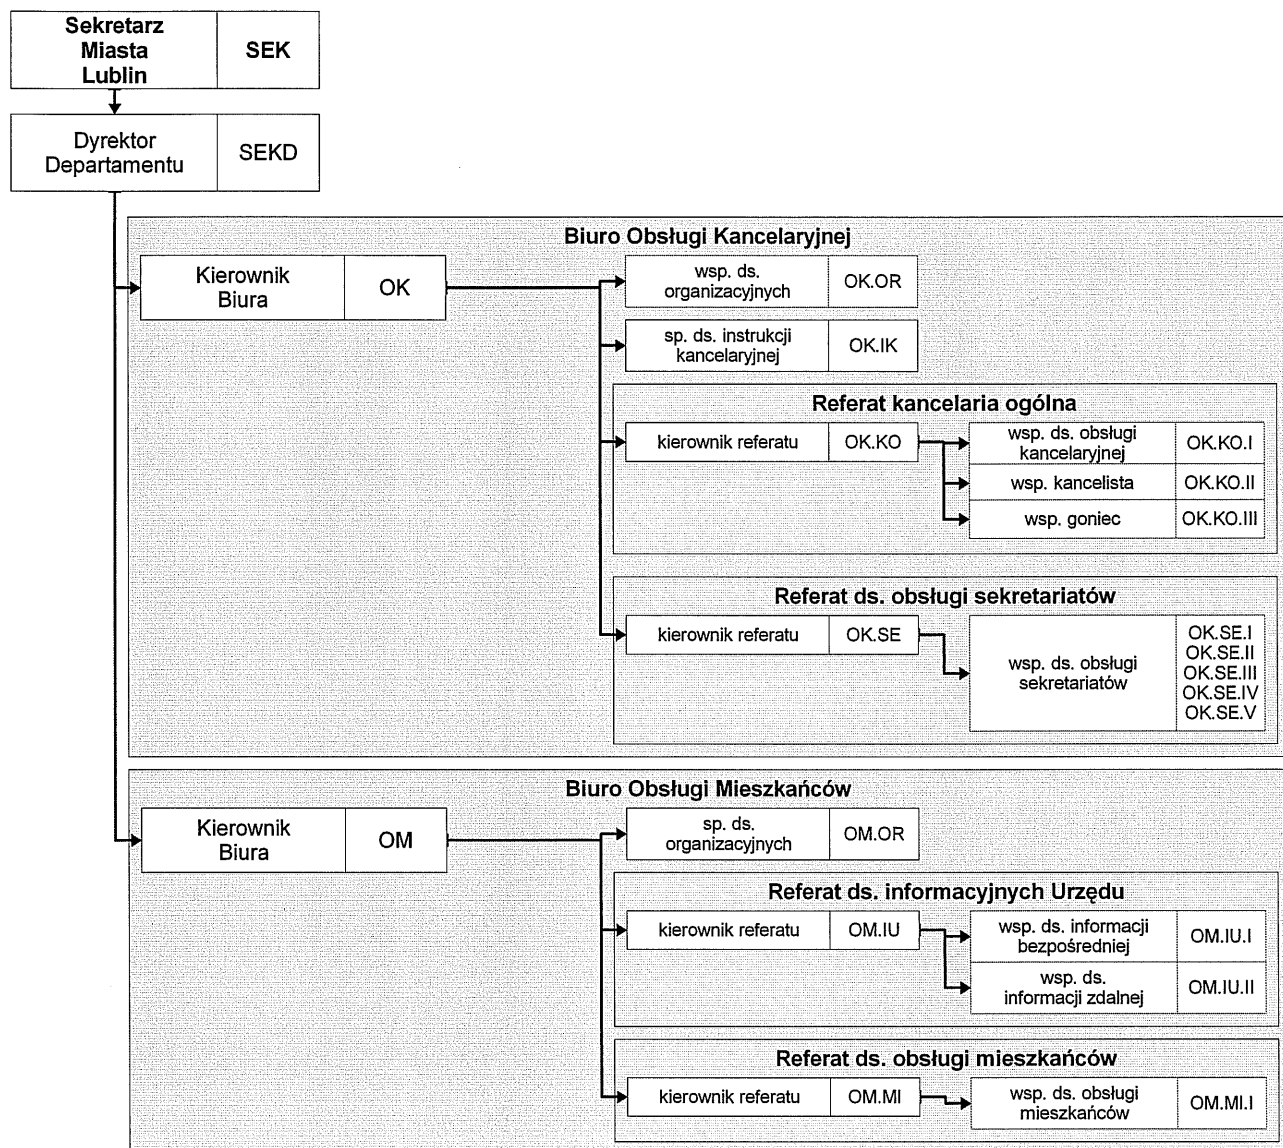 Sekretarz
Miasta
Lublin
SEK
Dyrektor
Departamentu
SEKD
Biuro Obsługi Kancelaryjnej
Kierownik
Biura
OK
wsp. ds.
organizacyjnych
OK.OR
sp. ds. instrukcji
kancelaryjnej
OK.IK
Referat kancelaria ogólna
kierownik referatu
OK.KO
wsp. ds. obsługi
kancelaryjnej
OK.KO.I
wsp. kancelista
OK.KO.II
wsp. goniec
OK.KO.III
Referat ds. obsługi sekretariatów
kierownik referatu
OK.SE
wsp. ds. obsługi
sekretariatów
OK.SE.I
OK.SE.II
OK.SE.III
OK.SE.IV
OK.SE.V
Biuro Obsługi Mieszkańców
Kierownik
Biura
OM
sp. ds.
organizacyjnych
OM.OR
Referat ds. informacyjnych Urzędu
kierownik referatu
OM.IU
wsp. ds. informacji
bezpośredniej
OM.IU.I
wsp. ds.
informacji zdalnej
OM.IU.II
Referat ds. obsługi mieszkańców
kierownik referatu
OM.MI
wsp. ds. obsługi
mieszkańców
OM.MI.I